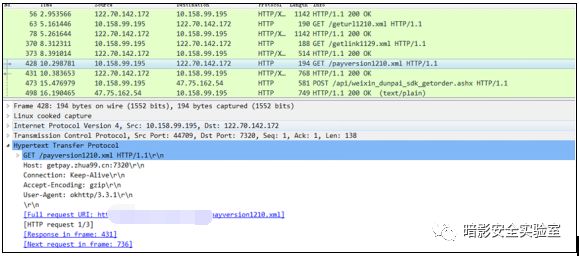 No. Time Source Destination Protocol Length Info
56 2.953566 122.70.142.172 10.158.99.195 HTTP/X… 1142 HTTP/1.1 200 OK
63 5.161446 10.158.99.195 122.70.142.172 HTTP 190 GET /geturl1210.xml HTTP/1.1
78 5.261644 122.70.142.172 10.158.99.195 HTTP/X… 1142 HTTP/1.1 200 OK
370 8.312311 10.158.99.195 122.70.142.172 HTTP 188 GET /getlink1129.xml HTTP/1.1
373 8.391014 122.70.142.172 10.158.99.195 HTTP/X… 514 HTTP/1.1 200 OK
428 10.298781 10.158.99.195 122.70.142.172 HTTP 194 GET /payversion1210.xml HTTP/1.1
431 10.383653 122.70.142.172 10.158.99.195 HTTP/X… 768 HTTP/1.1 200 OK
473 15.476979 10.158.99.195 47.75.162.54 HTTP 581 POST /api/weixin_dunpai_sdk_getorder.ashx HTTP/1.1
498 16.190465 47.75.162.54 10.158.99.195 HTTP 749 HTTP/1.1 200 OK (text/plain)
Frame 428: 194 bytes on wire (1552 bits), 194 bytes captured (1552 bits)
Linux cooked capture
Internet Protocol Version 4, Src: 10.158.99.195, Dst: 122.70.142.172
Transmission Control Protocol, Src Port: 44709, Dst Port: 7320, Seq: 1, Ack: 1, Len: 138
Hypertext Transfer Protocol
GET /payversion1210.xml HTTP/1.1\r\n
Host: getpay.zhua99.cn:7320\r\n
Connection: Keep-Alive\r\n
Accept-Encoding: gzip\r\n
User-Agent: okhttp/3.3.1\r\n
\r\n
[Full request URI: htt payversion1210.xml]
[HTTP request 1/3]
[Response in frame: 431]
[Next request in frame: 736]
暗影安全实验室